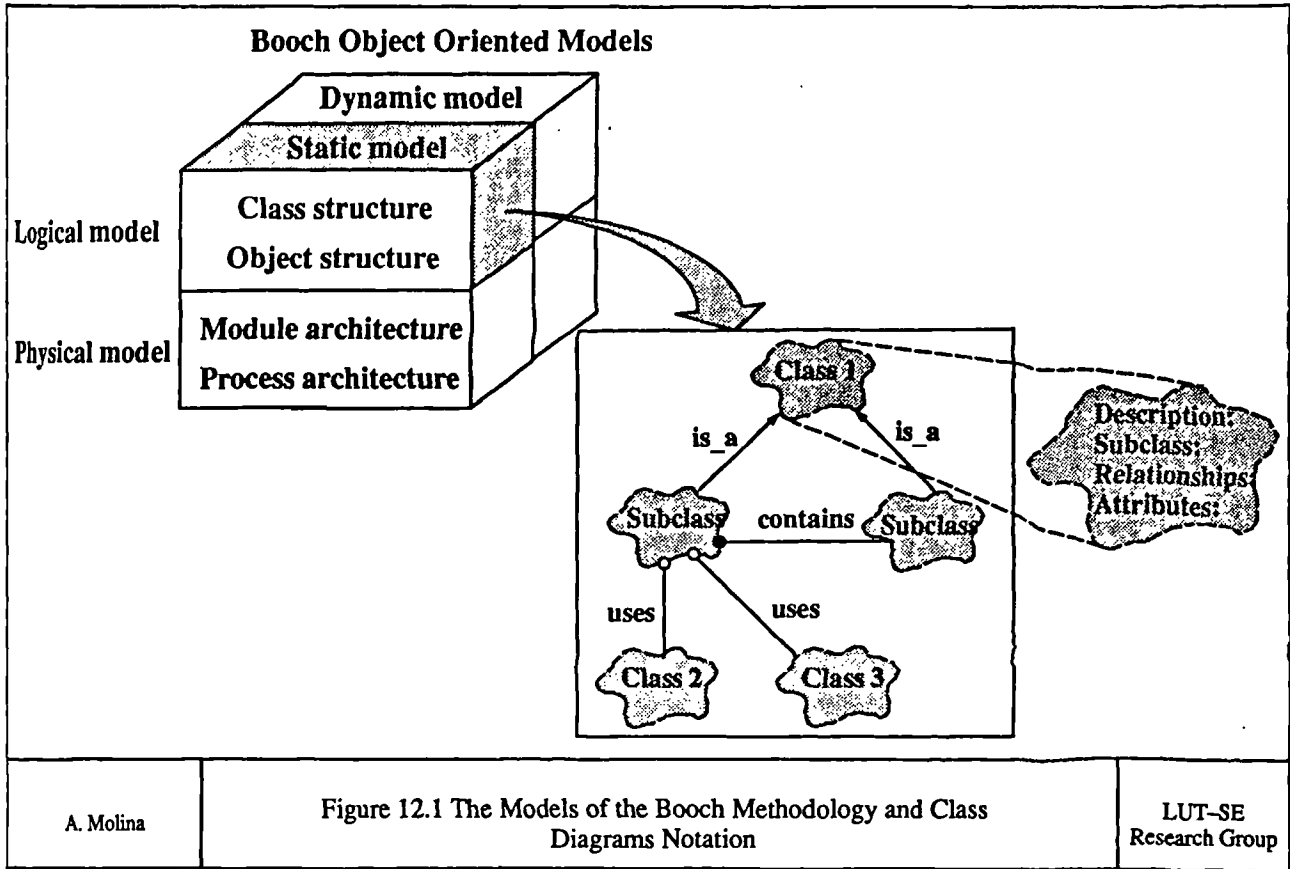 Booch Object Oriented Models
Dynamic model
Static model
Class structure
Logical model
Object structure
Module architecture
Physical model
Process architecture
Class 1
is_a
is_a
Description:
Subclass:
Relationships:
Attributes:
Subclass
contains
Subclass
uses
uses
Class 2
Class 3
A. Molina
Figure 12.1 The Models of the Booch Methodology and Class
Diagrams Notation
LUT–SE
Research Group